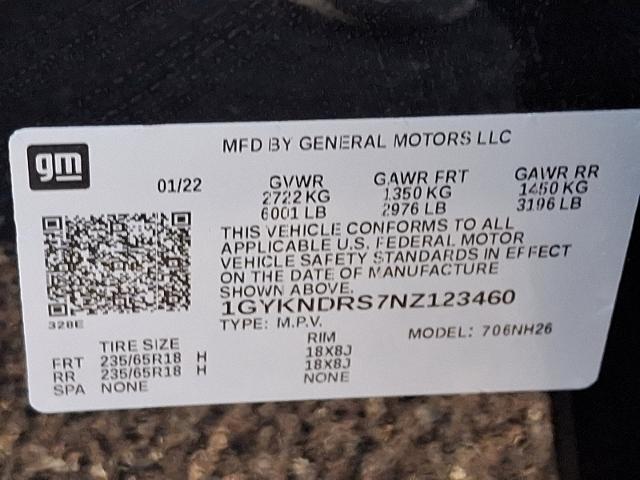 gm
MFD BY GENERAL MOTORS LLC
01/22 GVWR GAWR FRT GAWR RR
2722 KG 1350 KG 1450 KG
6001 LB 2976 LB 3196 LB
THIS VEHICLE CONFORMS TO ALL
APPLICABLE U.S. FEDERAL MOTOR
VEHICLE SAFETY STANDARDS IN EFFECT
ON THE DATE OF MANUFACTURE
SHOWN ABOVE.
1GYKNDRS7NZ123460
TYPE: M.P.V. MODEL: 706NH26
328E
TIRE SIZE RIM
FRT 235/65R18 H 18X8J
RR 235/65R18 H 18X8J
SPA NONE NONE